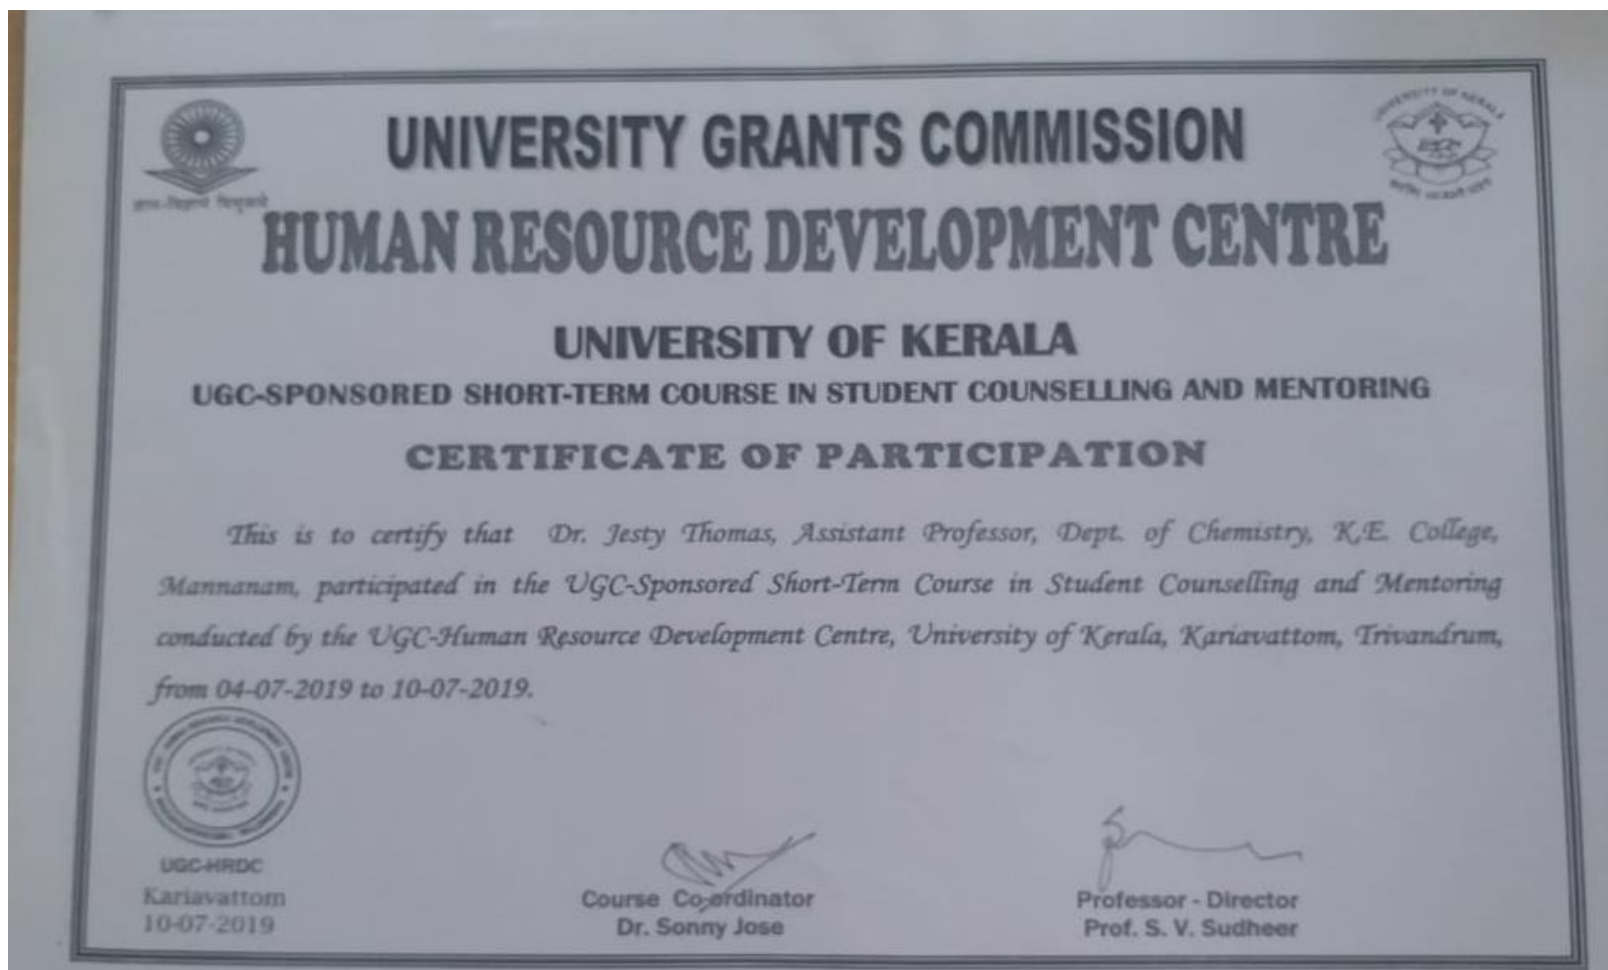 UNIVERSITY OF KERALA
ज्ञान-विज्ञानं विमुक्तये
UNIVERSITY GRANTS COMMISSION
HUMAN RESOURCE DEVELOPMENT CENTRE
UNIVERSITY OF KERALA
UGC-SPONSORED SHORT-TERM COURSE IN STUDENT COUNSELLING AND MENTORING
CERTIFICATE OF PARTICIPATION
This is to certify that Dr. Jesty Thomas, Assistant Professor, Dept. of Chemistry, K.E. College,
Mannanam, participated in the UGC-Sponsored Short-Term Course in Student Counselling and Mentoring
conducted by the UGC-Human Resource Development Centre, University of Kerala, Kariavattom, Trivandrum,
from 04-07-2019 to 10-07-2019.
UGC-HRDC
Kariavattom
10-07-2019
Course Co-ordinator
Dr. Sonny Jose
Professor - Director
Prof. S. V. Sudheer